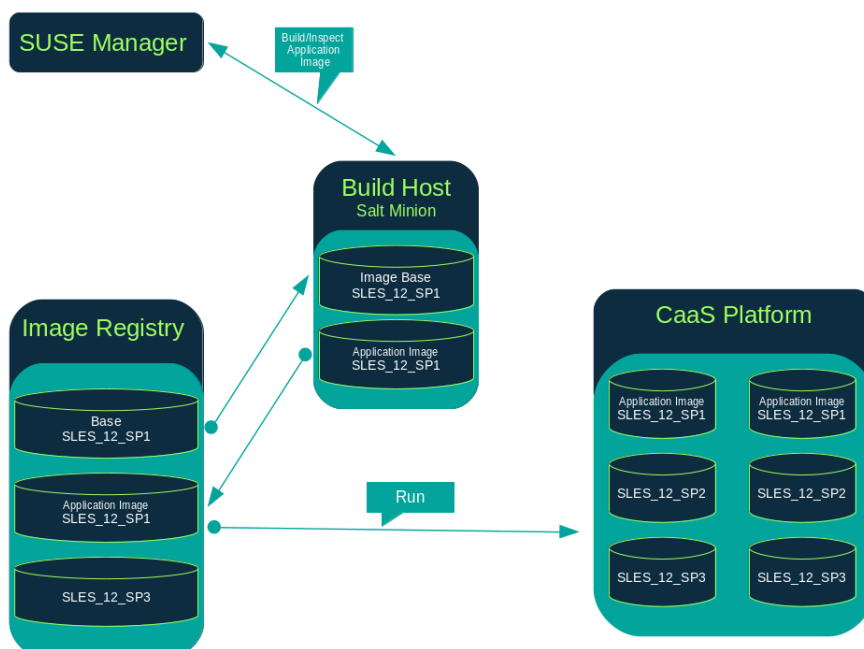 SUSE Manager
Build/Inspect
Application
Image
Build Host
Salt Minion
Image Base
SLES_12_SP1
Application Image
SLES_12_SP1
Image Registry
Base
SLES_12_SP1
Application Image
SLES_12_SP1
SLES_12_SP3
Run
CaaS Platform
Application Image
SLES_12_SP1
Application Image
SLES_12_SP1
SLES_12_SP2
SLES_12_SP2
SLES_12_SP3
SLES_12_SP3